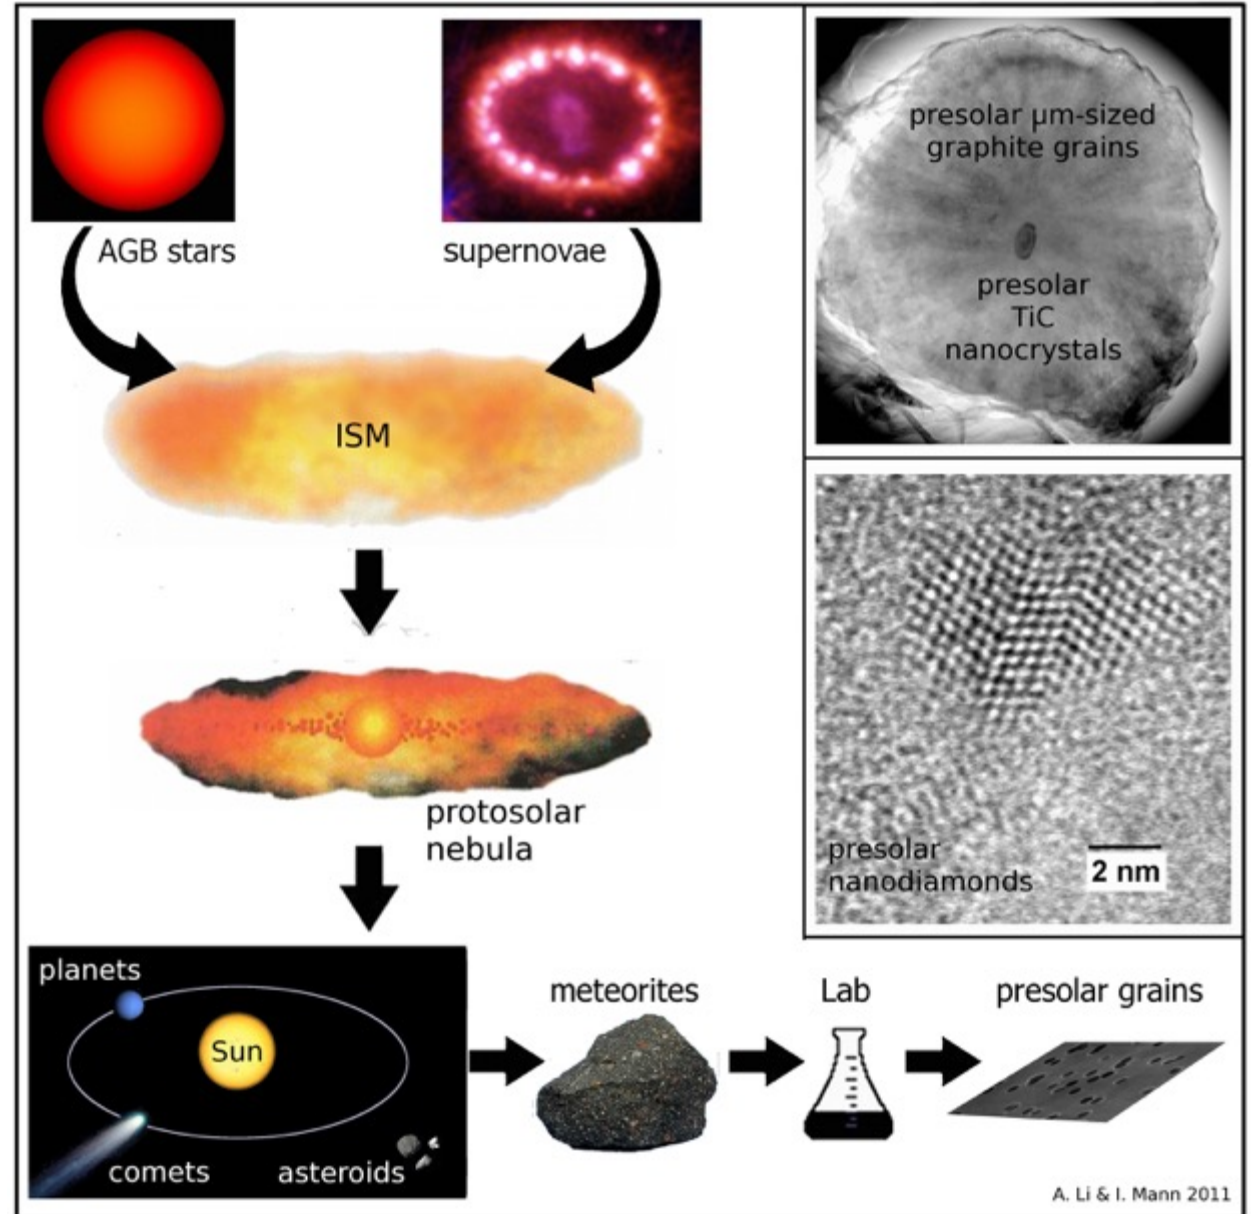 AGB stars
supernovae
ISM
protosolar
nebula
planets
Sun
comets
asteroids
meteorites
Lab
presolar grains
presolar µm-sized
graphite grains
presolar
TiC
nanocrystals
presolar
nanodiamonds
2 nm
A. Li & I. Mann 2011